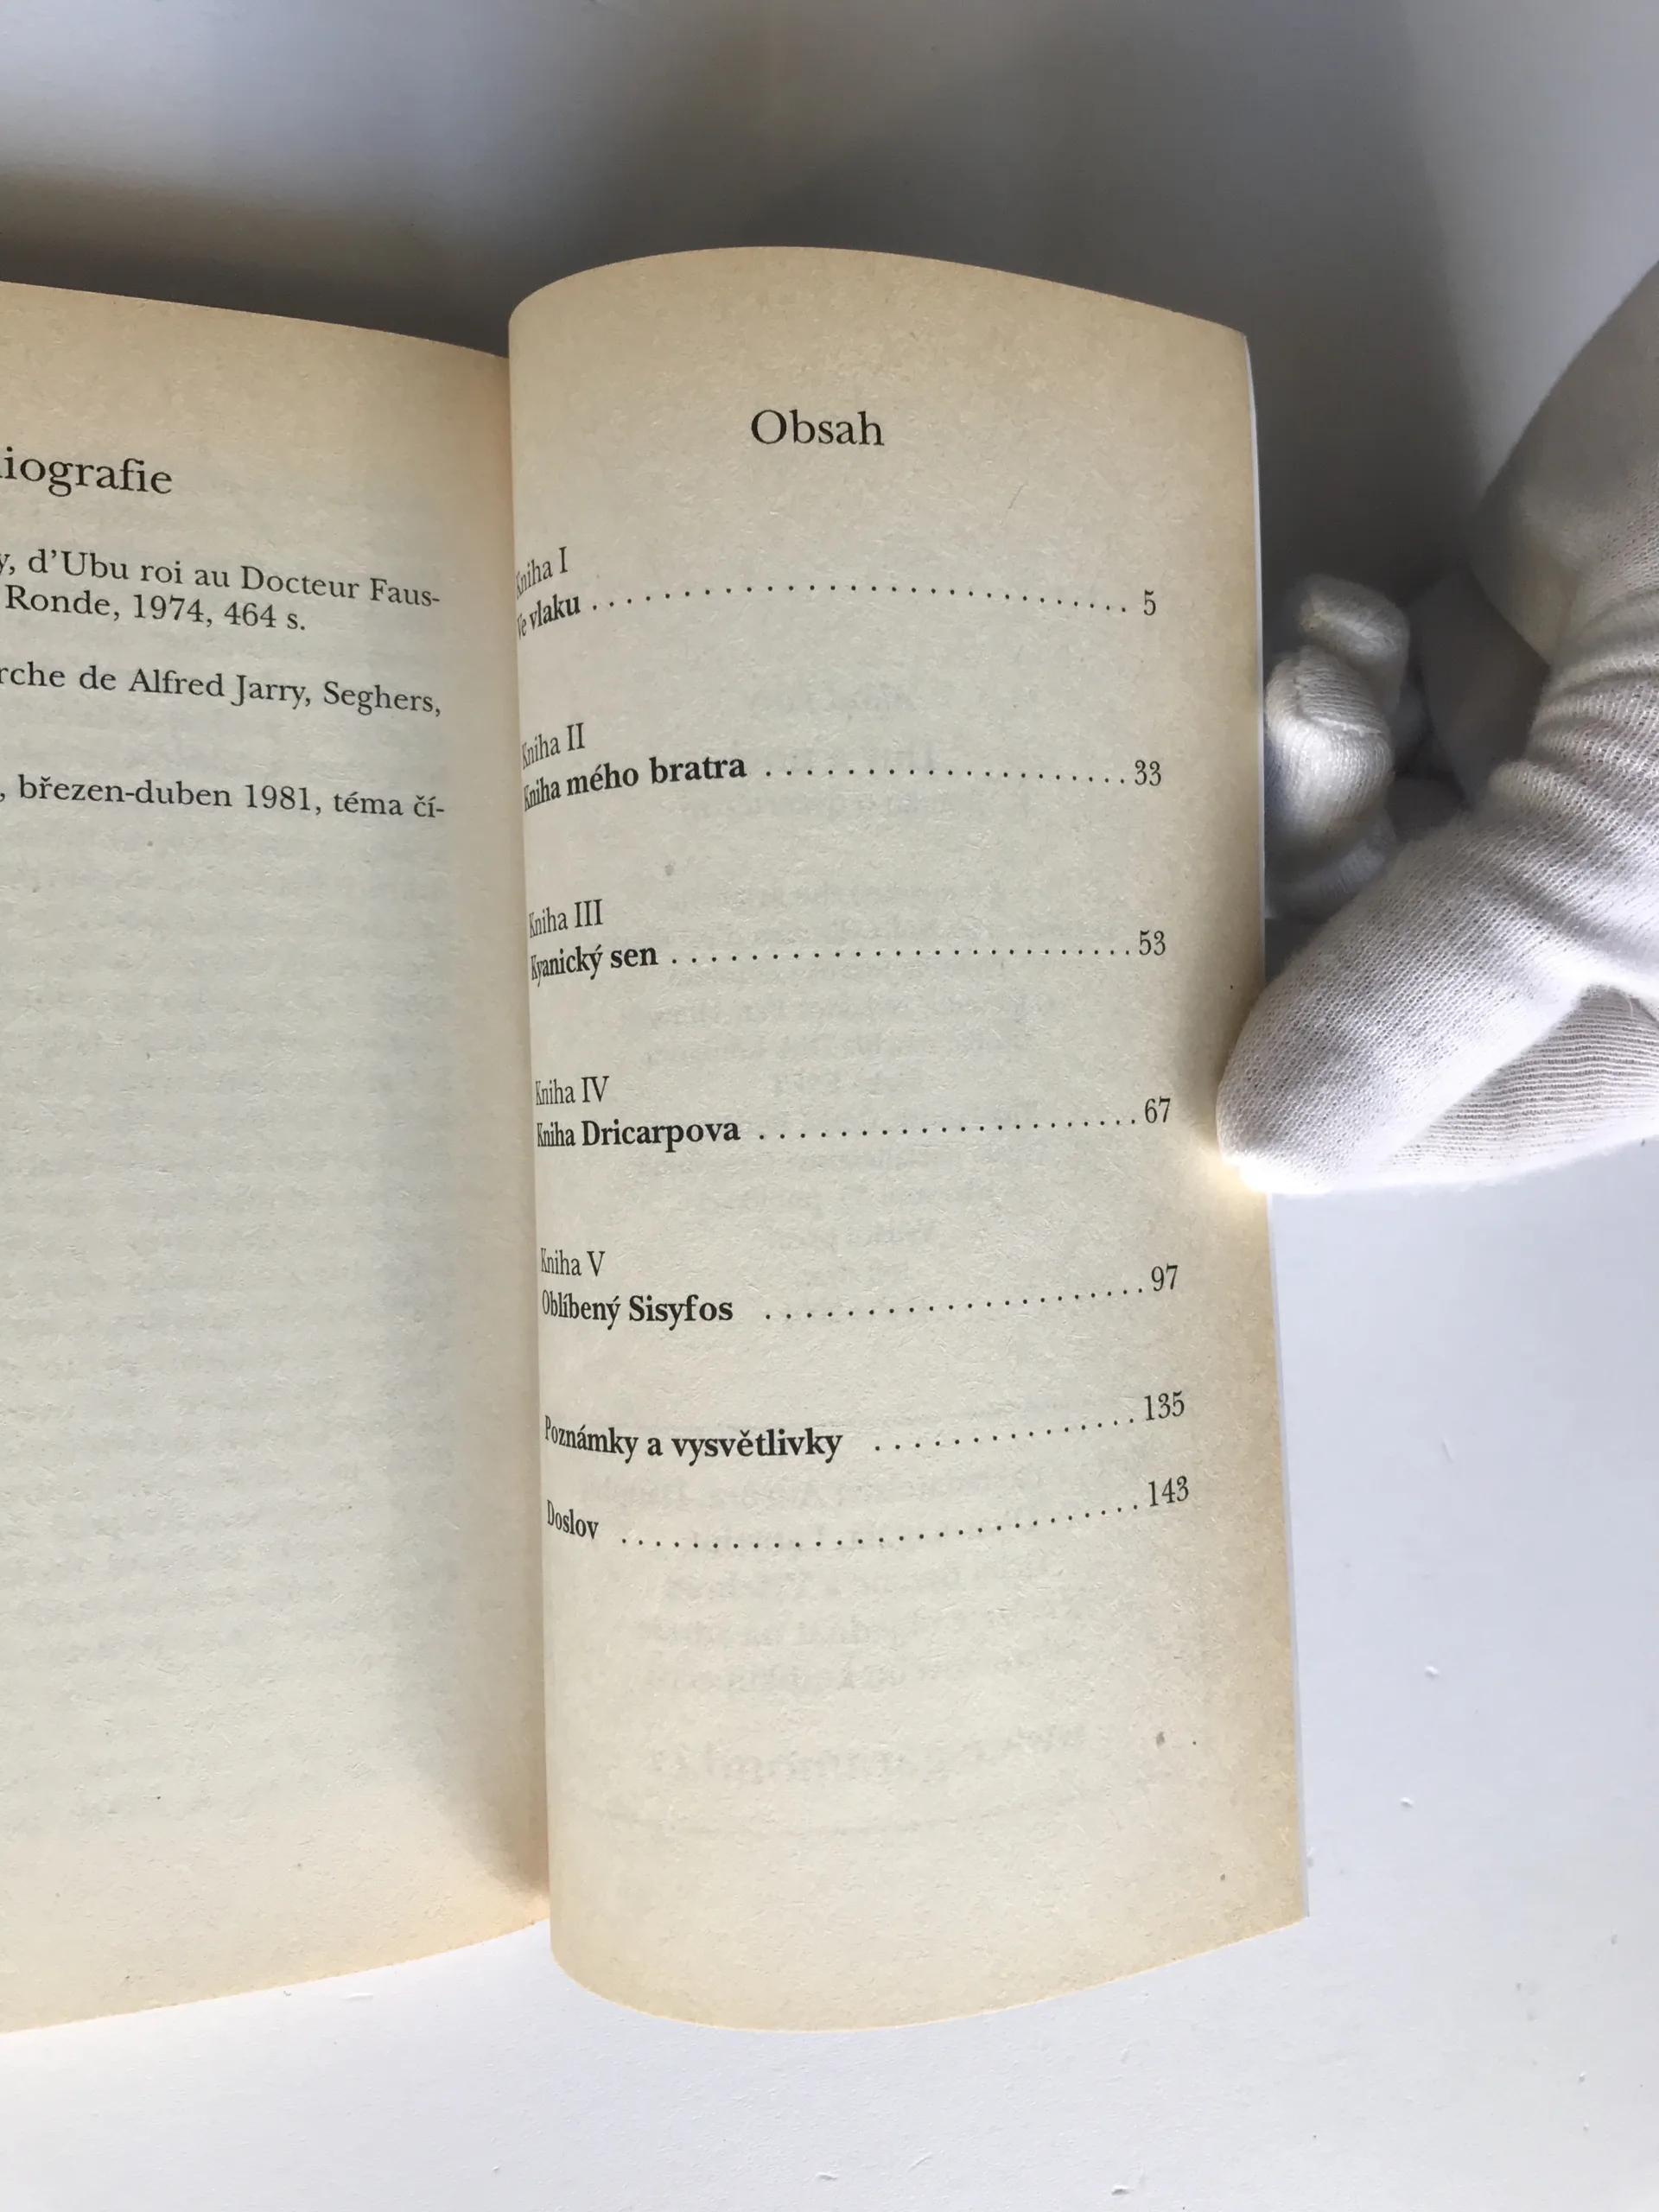 iografie
y, d'Ubu roi au Docteur Faus-
Ronde, 1974, 464 s.
rche de Alfred Jarry, Seghers,
, březen-duben 1981, téma čí-
Obsah
Kniha I
Ve vlaku . . . . . . . . . . . . . . . . . . . . . . . . . . . . . . 5
Kniha II
Kniha mého bratra . . . . . . . . . . . . . . . . . . . . 33
Kniha III
Kyanický sen . . . . . . . . . . . . . . . . . . . . . . . . . 53
Kniha IV
Kniha Dricarpova . . . . . . . . . . . . . . . . . . . . . 67
Kniha V
Oblíbený Sisyfos . . . . . . . . . . . . . . . . . . . . . 97
Poznámky a vysvětlivky . . . . . . . . . . . . . . 135
Doslov . . . . . . . . . . . . . . . . . . . . . . . . . . . . . 143